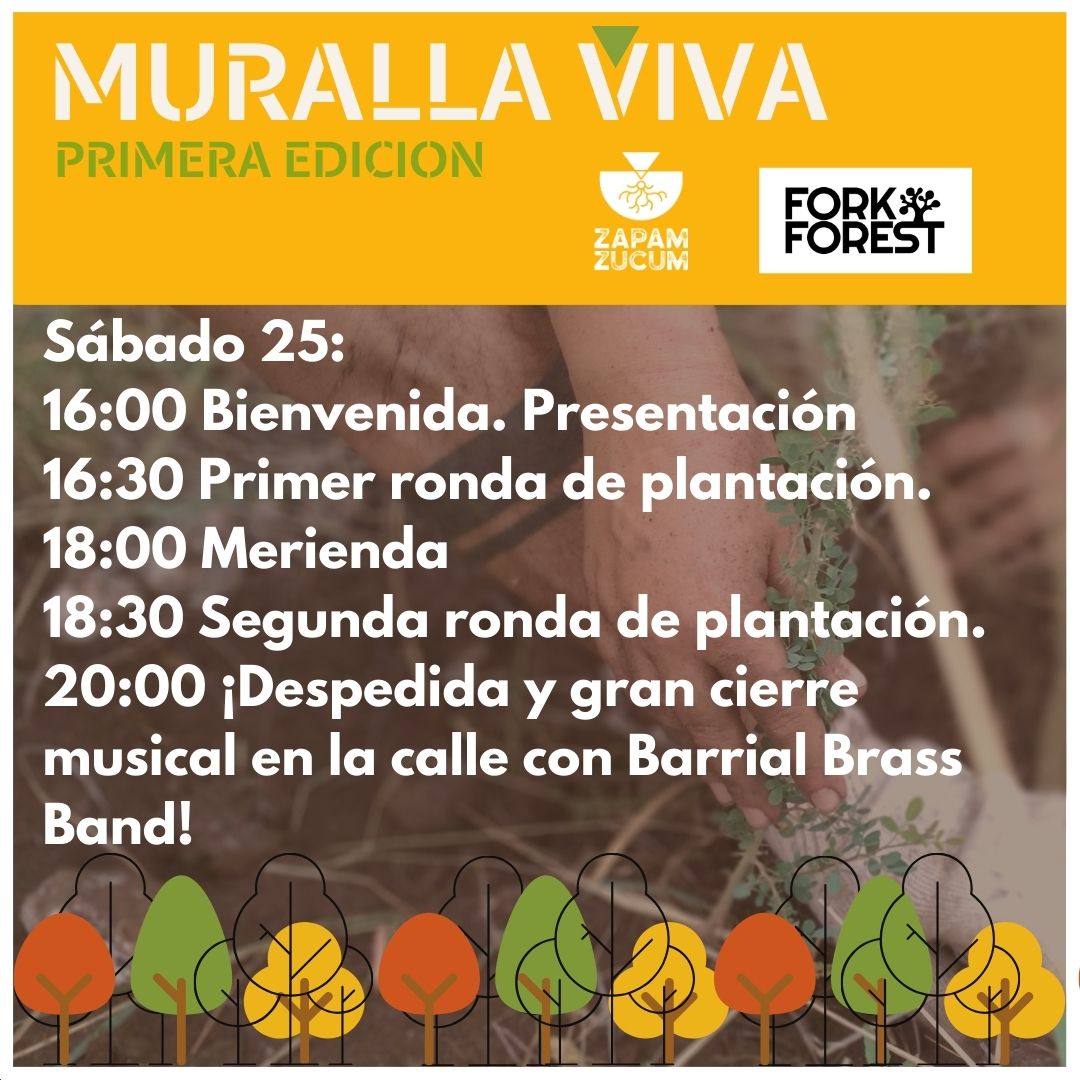 MURALLA VIVA
PRIMERA EDICION
ZAPAM
ZUCUM
FORK
FOREST
Sábado 25:
16:00 Bienvenida. Presentación
16:30 Primer ronda de plantación.
18:00 Merienda
18:30 Segunda ronda de plantación.
20:00 ¡Despedida y gran cierre
musical en la calle con Barrial Brass
Band!